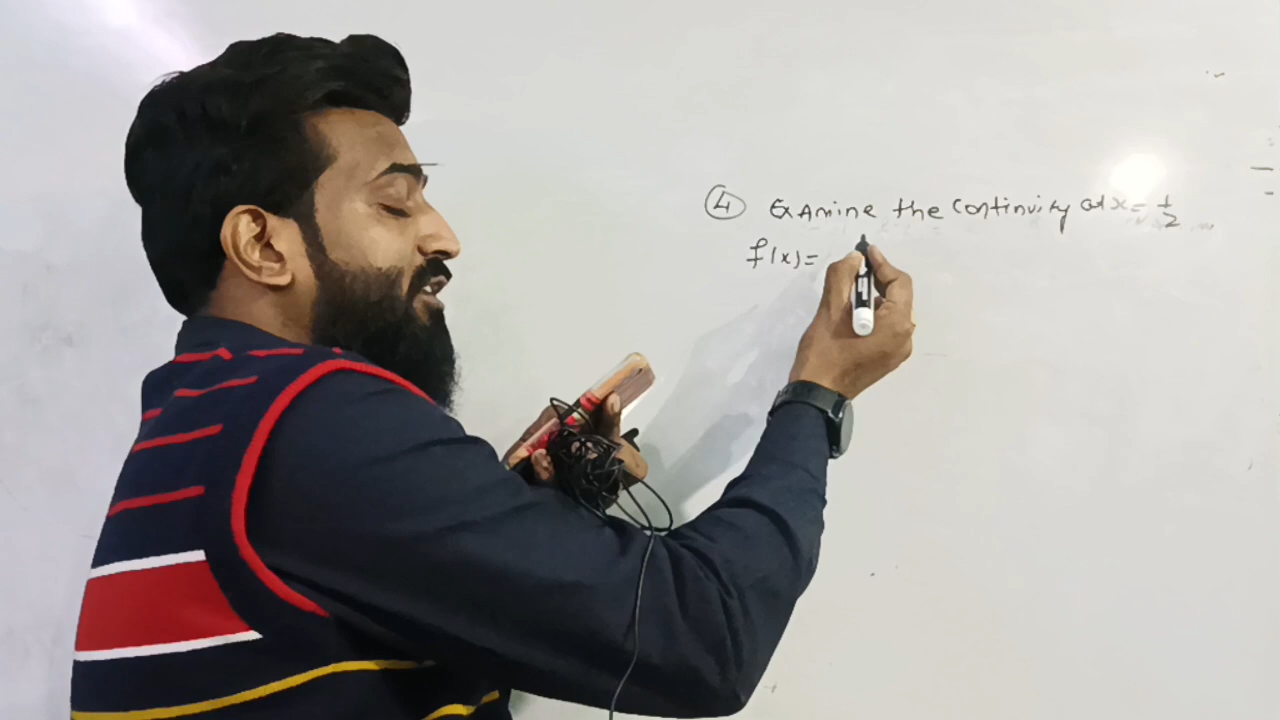 ④ Examine the continuity at x = 1/2
f(x) =